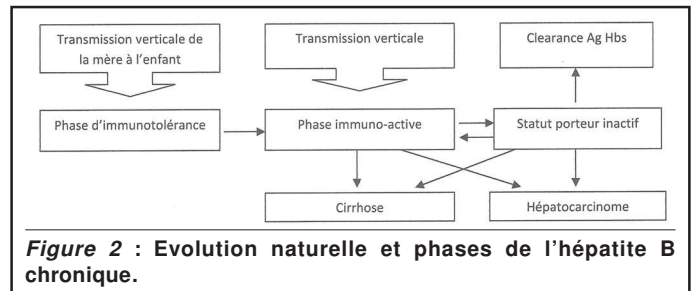 Transmission verticale de
la mère à l'enfant
Transmission verticale
Clearance Ag Hbs
Phase d'immunotolérance
Phase immuno-active
Statut porteur inactif
Cirrhose
Hépatocarcinome
Figure 2 : Evolution naturelle et phases de l'hépatite B
chronique.